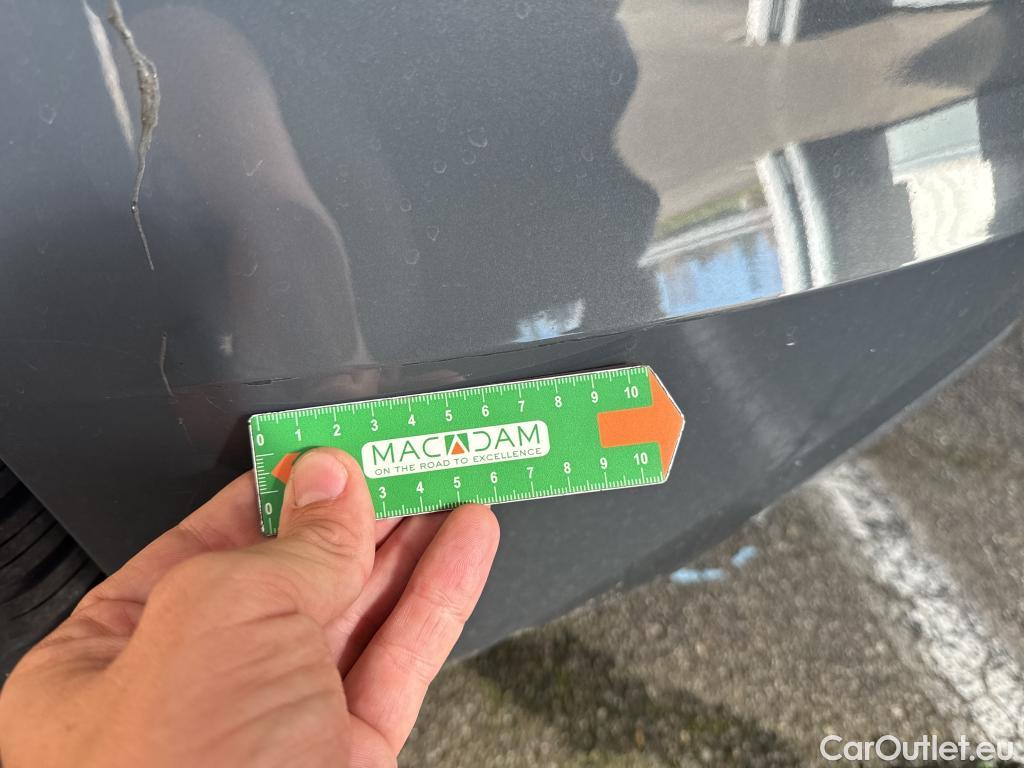 0 1 2 3 4 5 6 7 8 9 10
MACADAM
ON THE ROAD TO EXCELLENCE
0 3 4 5 6 7 8 9 10
CarOutlet.eu